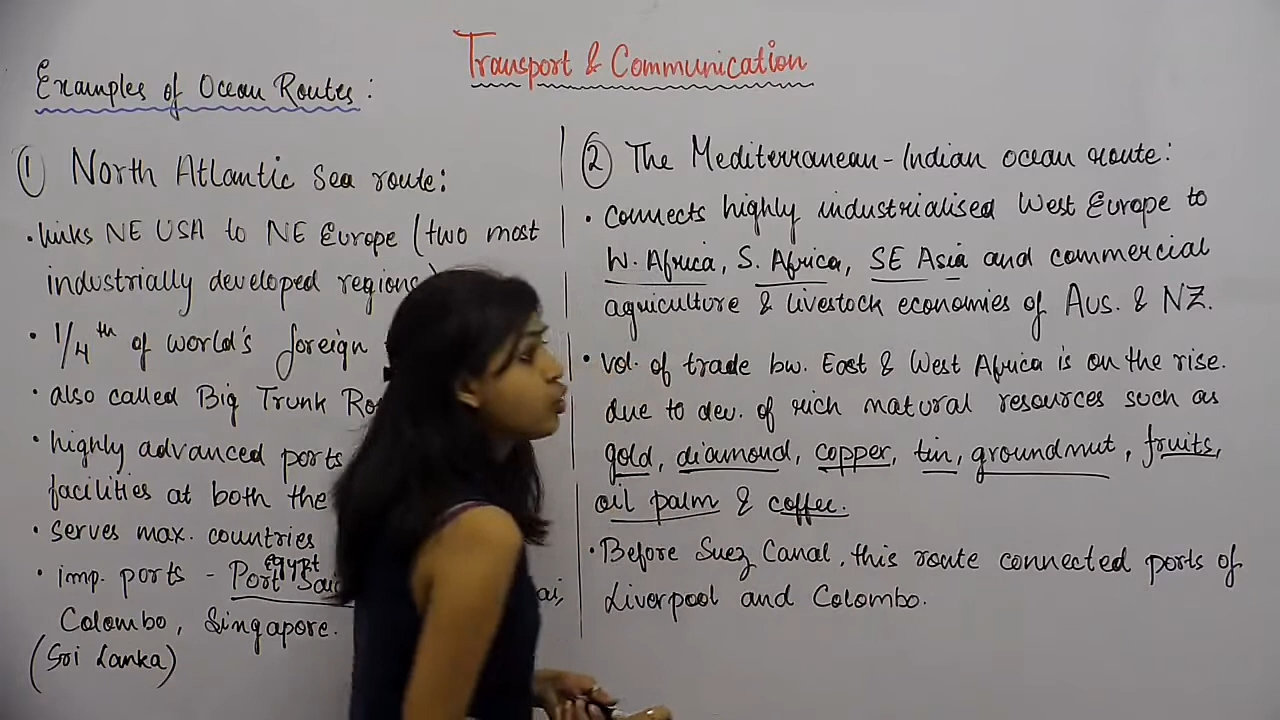 Transport & Communication
Examples of Ocean Routes :
① North Atlantic Sea route:
• links NE USA to NE Europe (two most
industrially developed regions)
• 1/4th of world's foreign
• also called Big Trunk
• highly advanced ports
facilities at both the
• serves max. countries
Egypt
• imp. ports - Port Said
Colombo, Singapore.
(Sri Lanka)
② The Mediterranean-Indian ocean route:
• connects highly industrialised West Europe to
W. Africa, S. Africa, SE Asia and commercial
agriculture & livestock economies of Aus. & NZ.
• vol. of trade bw. East & West Africa is on the rise.
due to dev. of rich natural resources such as
gold, diamond, copper, tin, groundnut, fruits,
oil palm & coffee.
• Before Suez Canal, this route connected ports of
Liverpool and Colombo.